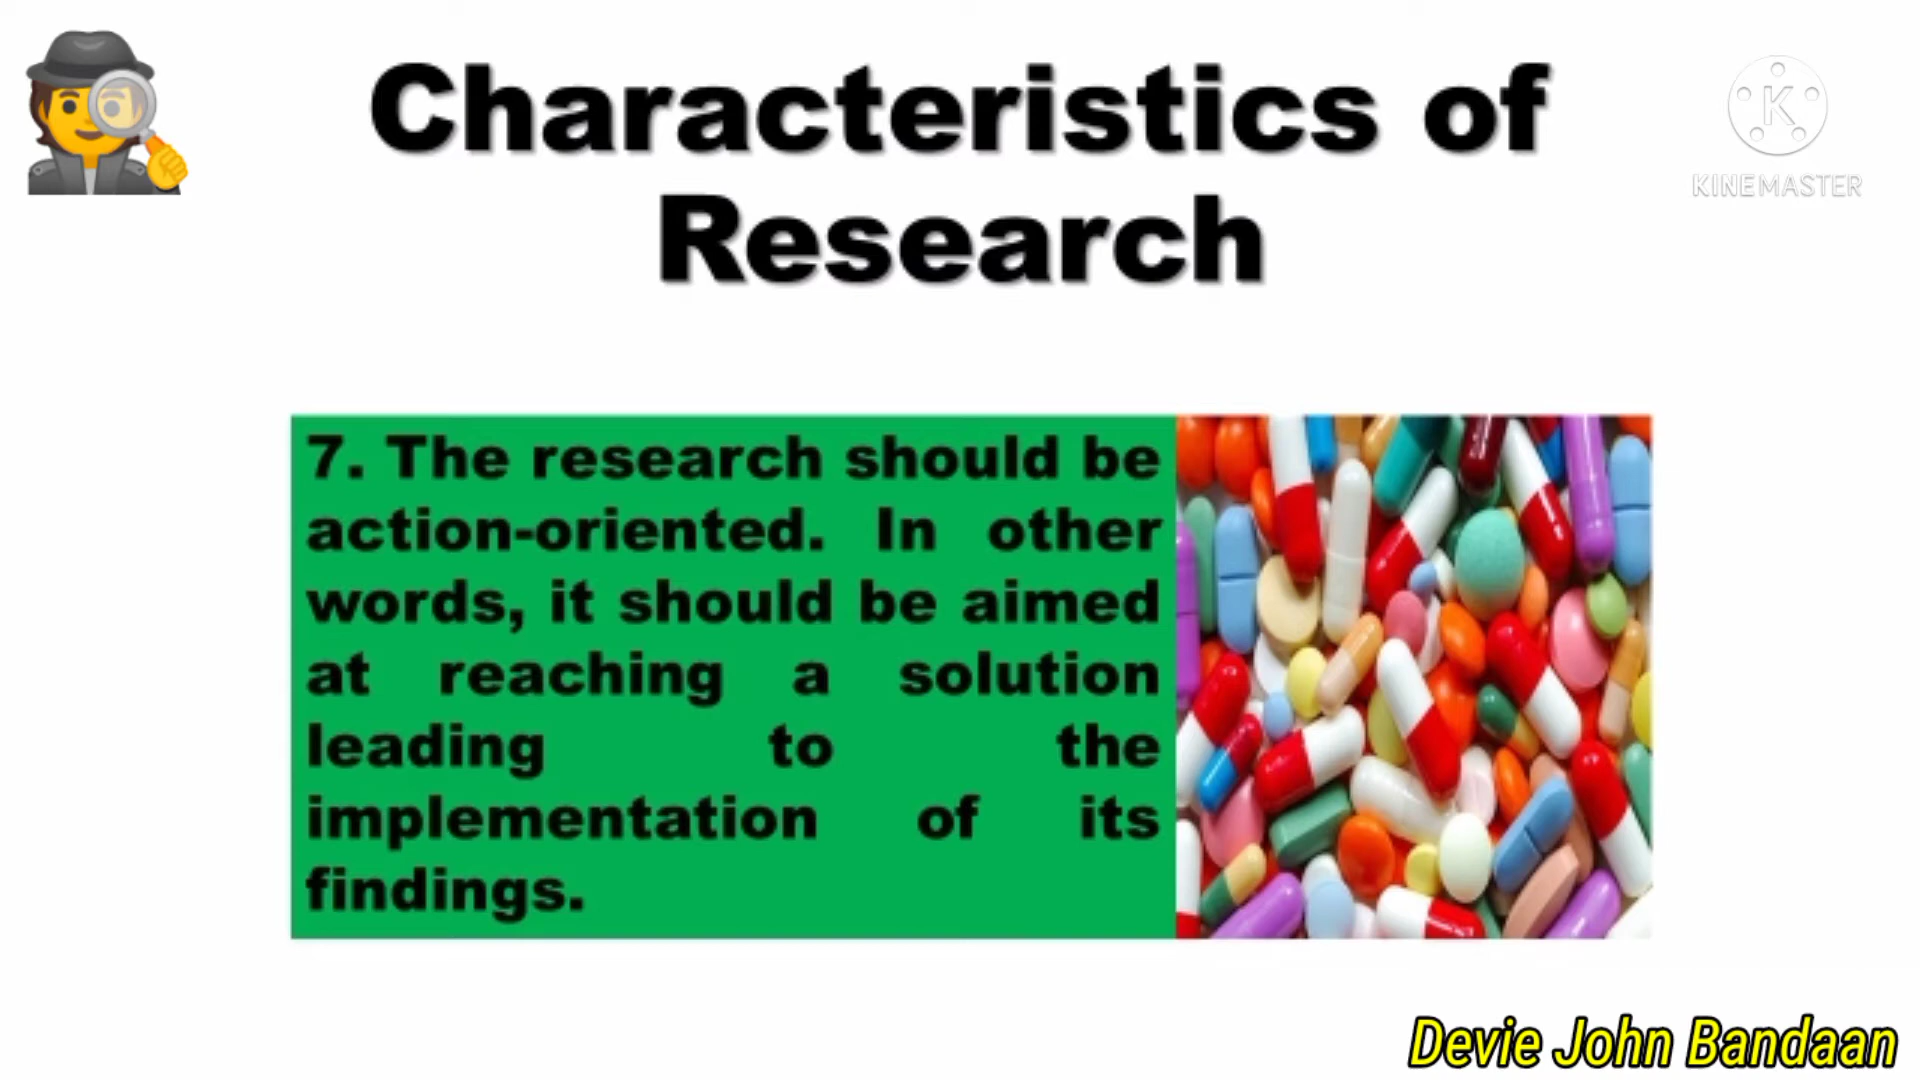 Characteristics of
Research
K
KINEMASTER
7. The research should be
action-oriented. In other
words, it should be aimed
at reaching a solution
leading to the
implementation of its
findings.
Devie John Bandaan